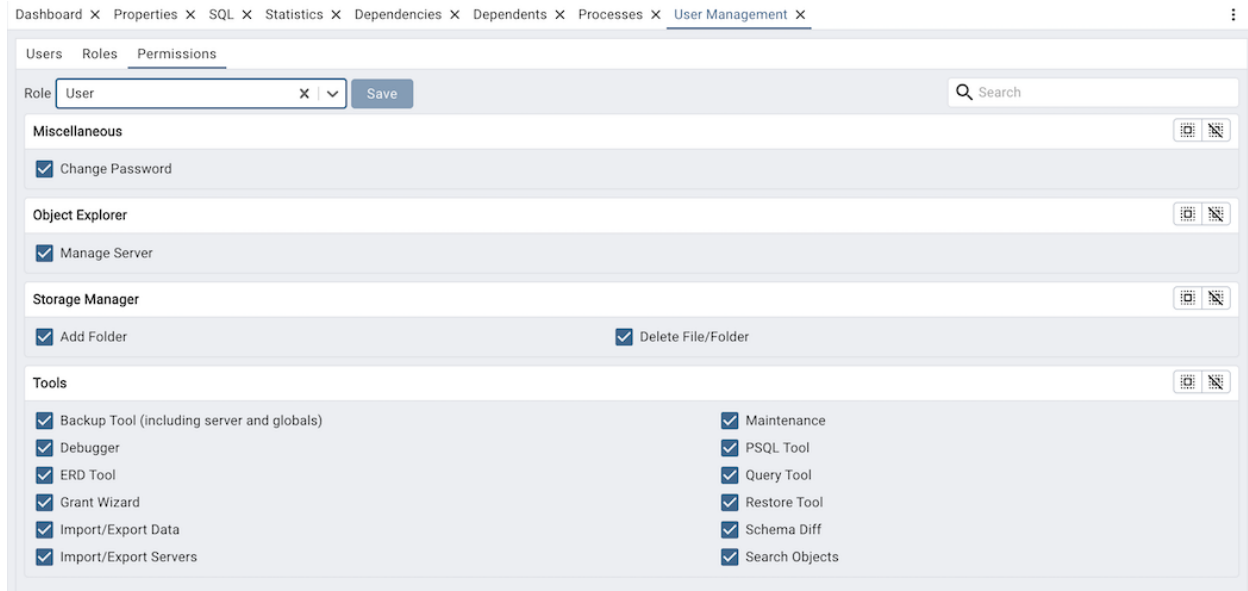 Dashboard Properties SQL Statistics Dependencies Dependents Processes User Management
Users Roles Permissions
Role User Save Search
Miscellaneous
Change Password
Object Explorer
Manage Server
Storage Manager
Add Folder Delete File/Folder
Tools
Backup Tool (including server and globals) Maintenance
Debugger PSQL Tool
ERD Tool Query Tool
Grant Wizard Restore Tool
Import/Export Data Schema Diff
Import/Export Servers Search Objects